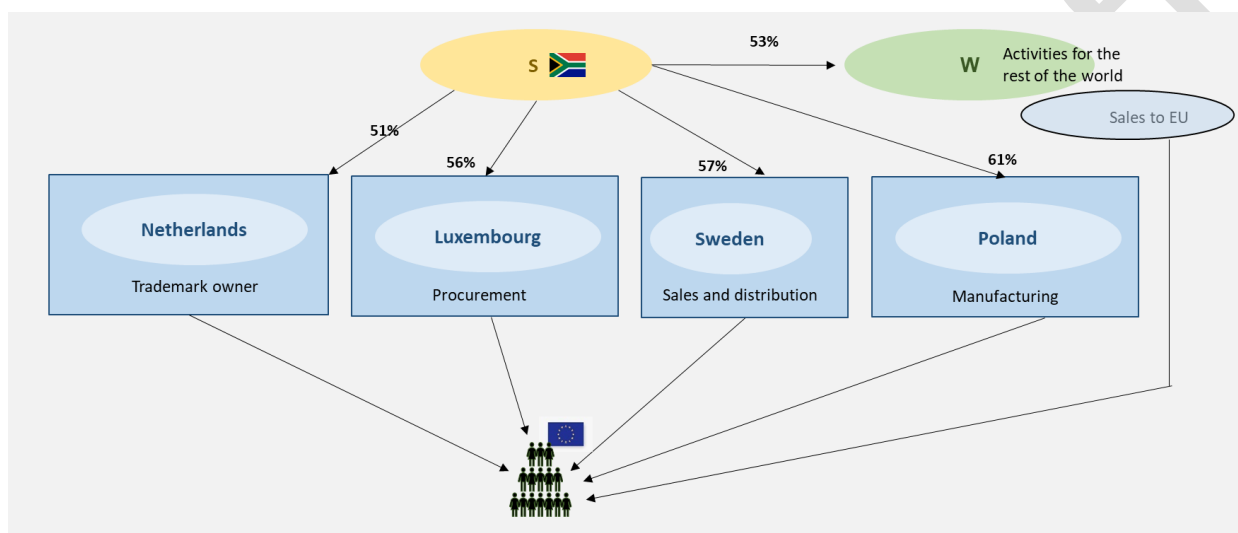 53%
S
W
Activities for the
rest of the world
Sales to EU
51%
56%
57%
61%
Netherlands
Luxembourg
Sweden
Poland
Trademark owner
Procurement
Sales and distribution
Manufacturing